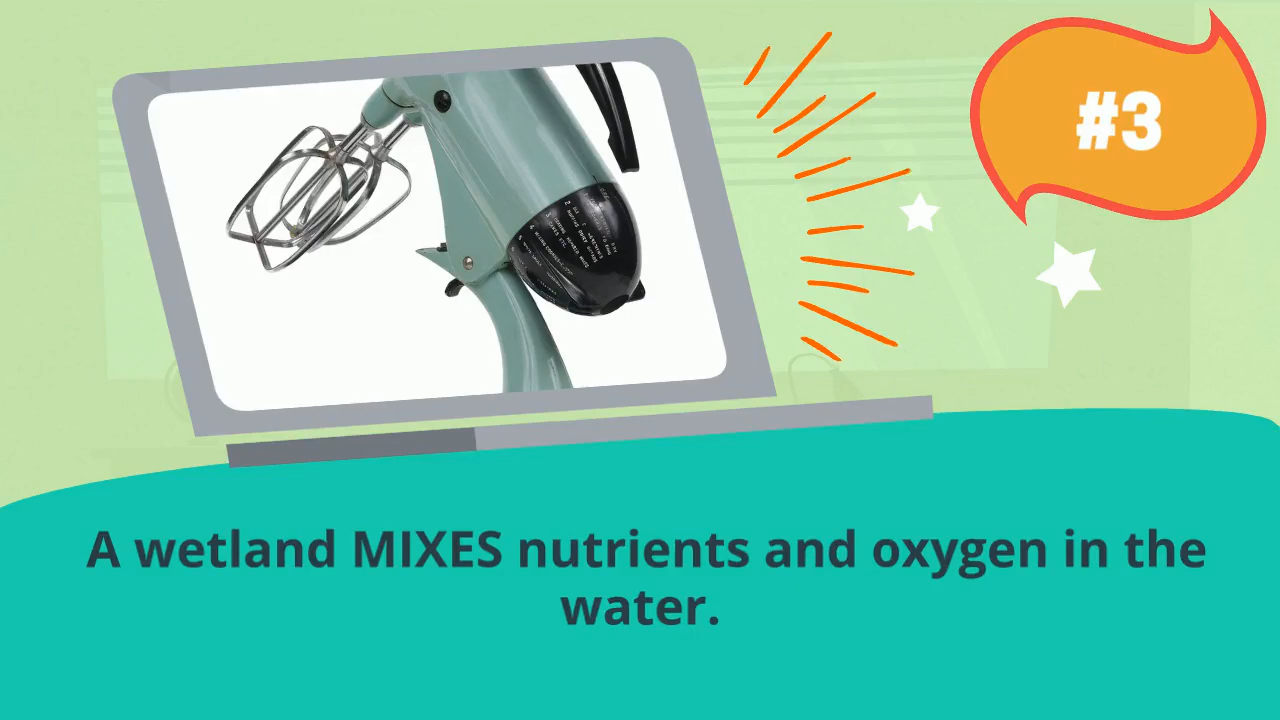 #3
A wetland MIXES nutrients and oxygen in the
water.